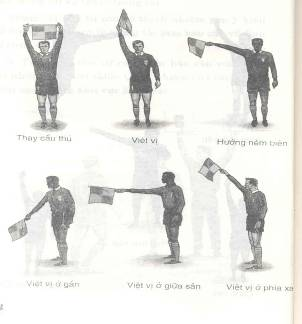 Thay cầu thủ
Việt vị
Hướng ném biên
Việt vị ở gần
Việt vị ở giữa sân
Việt vị ở phía xa